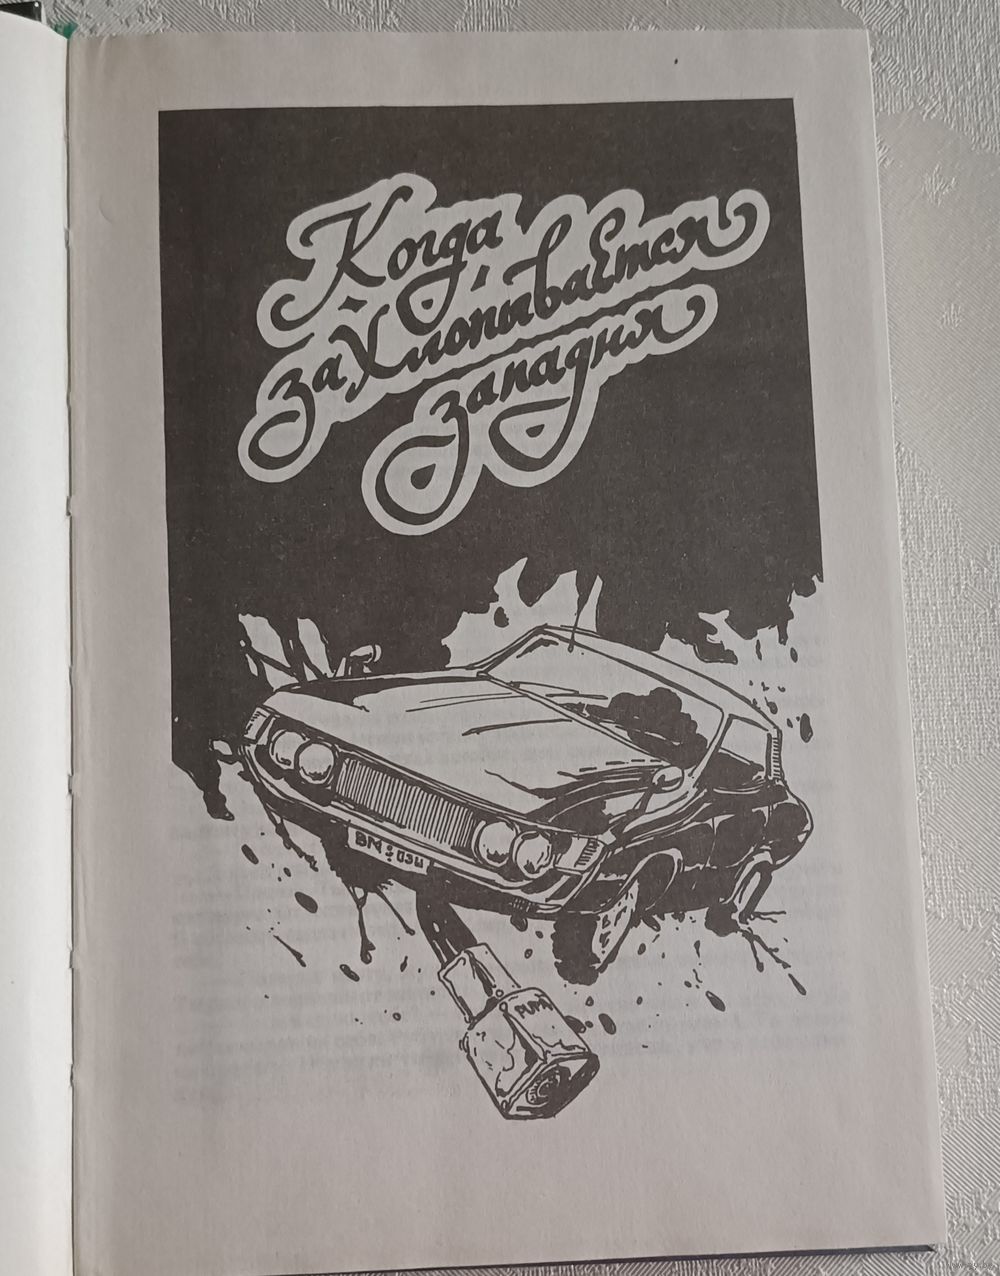 Когда
захлопывается
западня